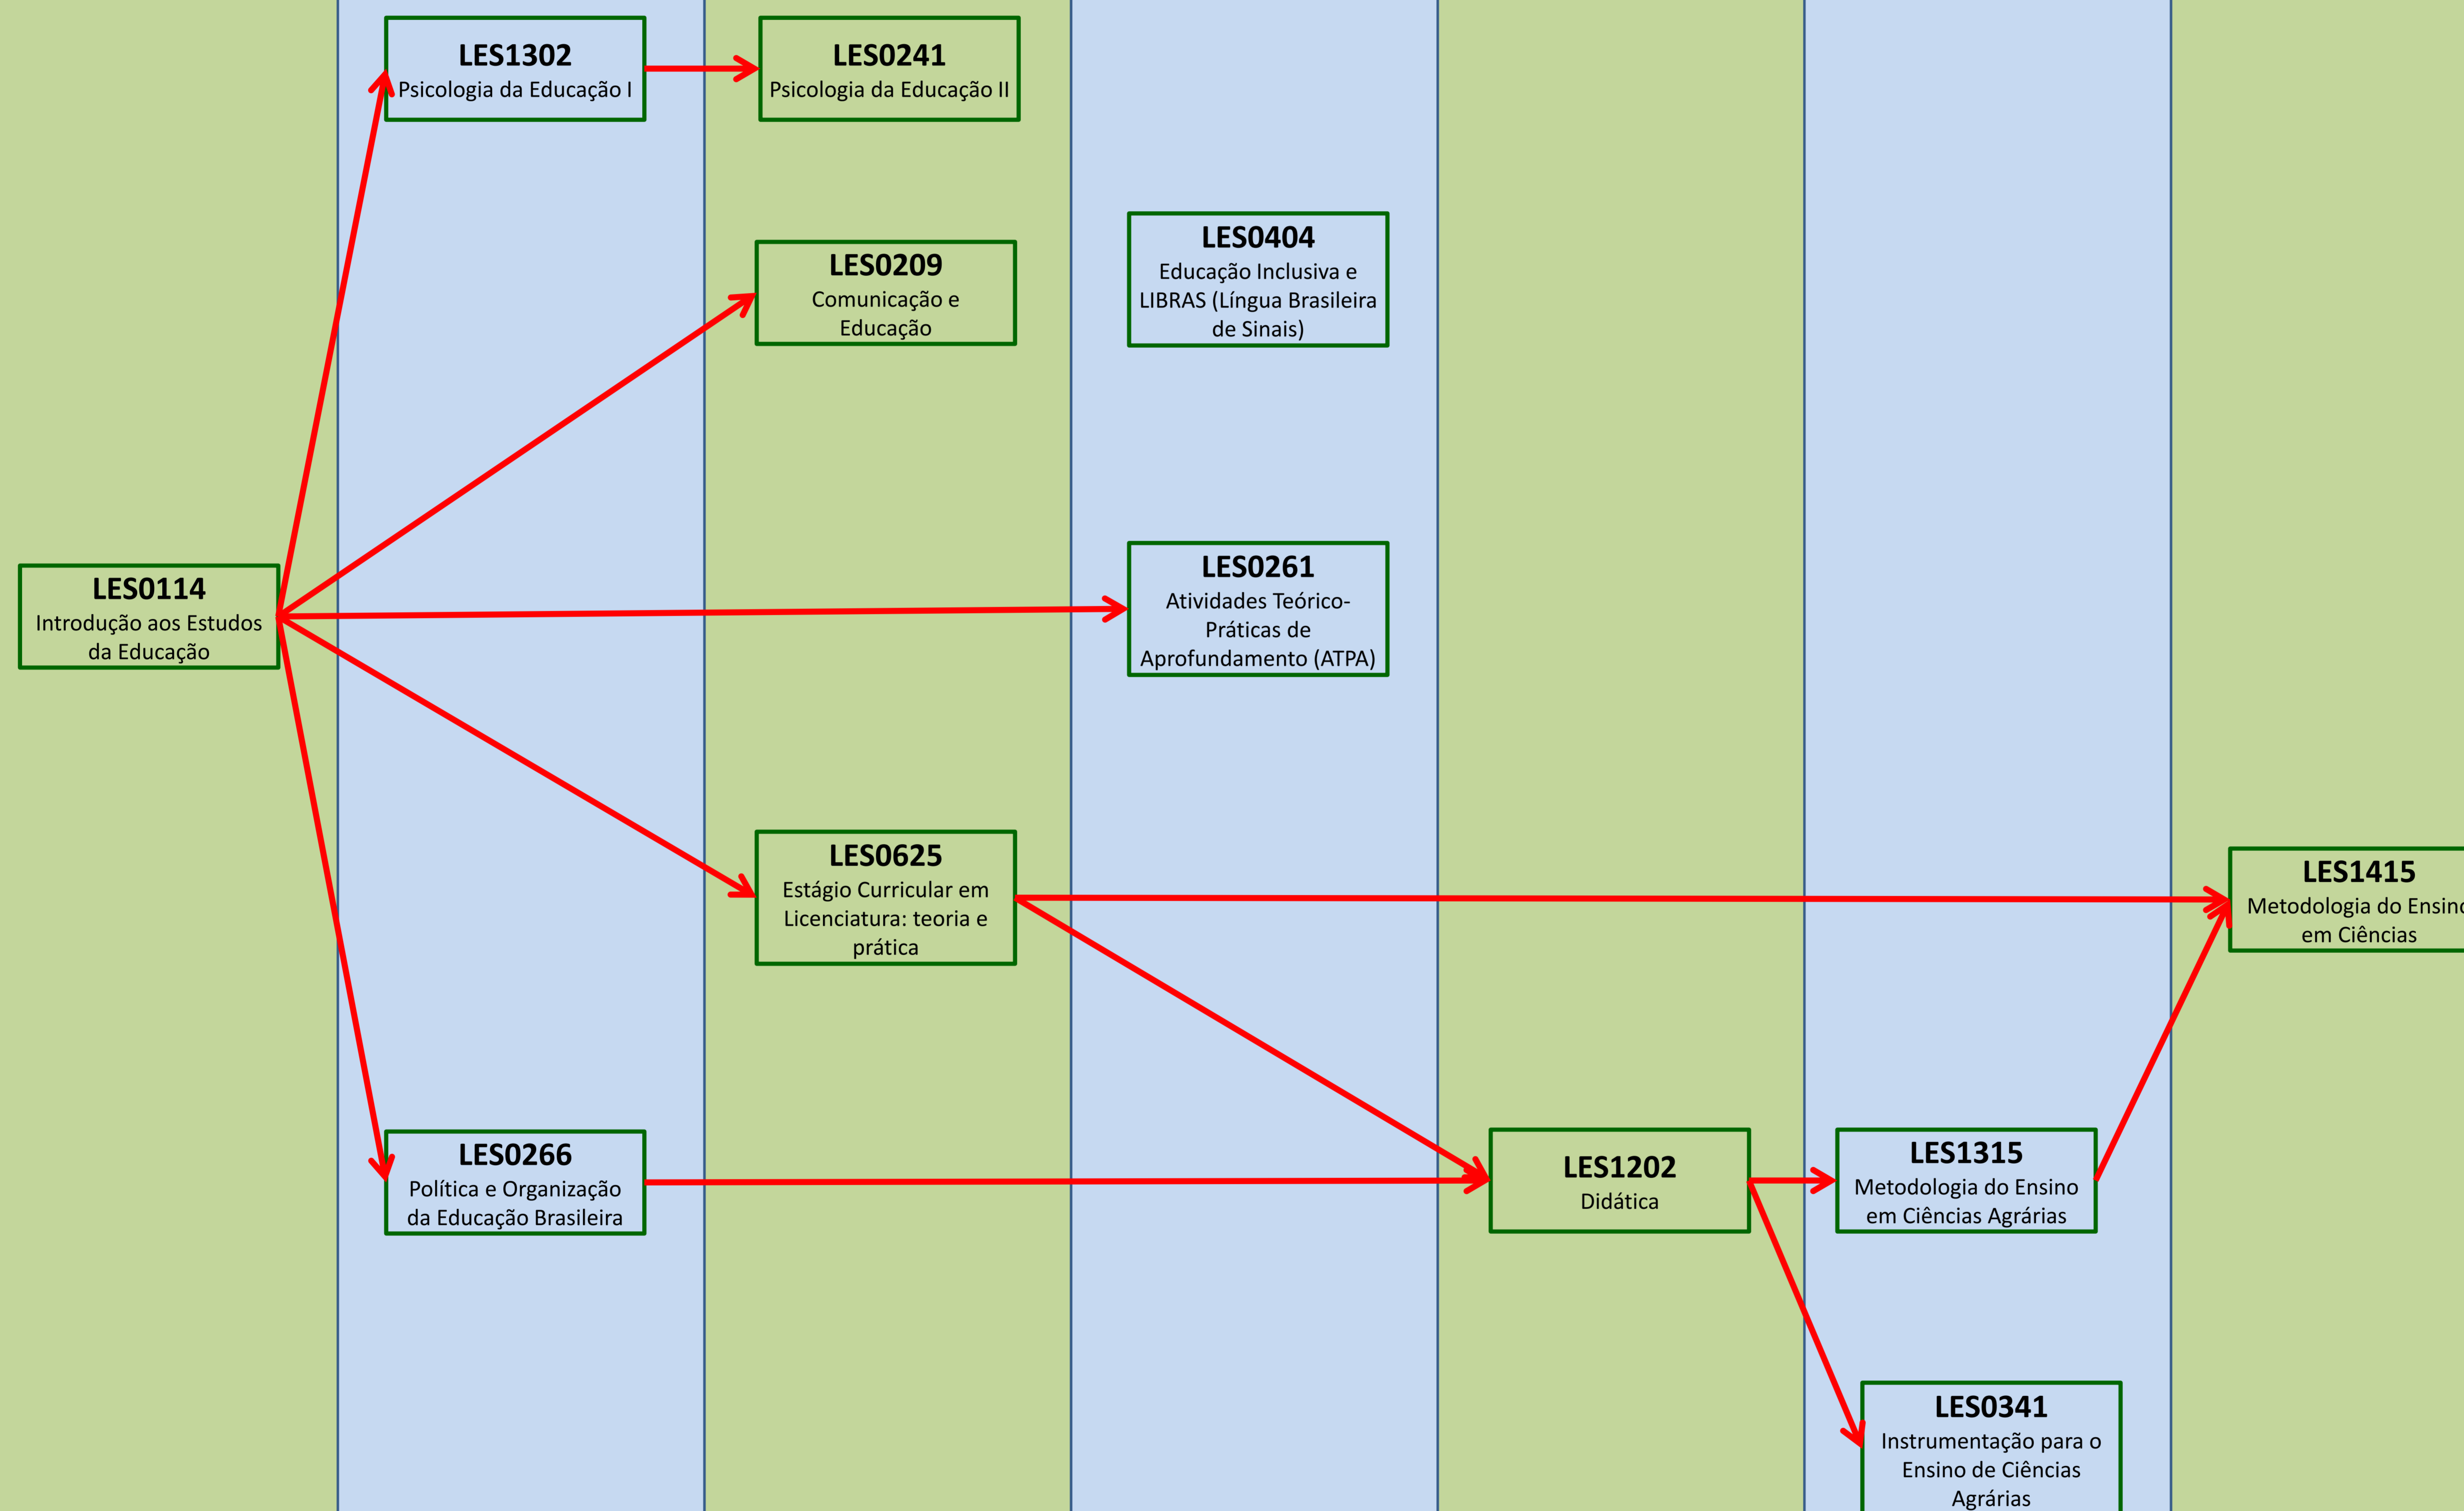 LES1302
Psicologia da Educação I
LES0241
Psicologia da Educação II
LES0209
Comunicação e
Educação
LES0404
Educação Inclusiva e
LIBRAS (Língua Brasileira
de Sinais)
LES0114
Introdução aos Estudos
da Educação
LES0261
Atividades Teórico-
Práticas de
Aprofundamento (ATPA)
LES0625
Estágio Curricular em
Licenciatura: teoria e
prática
LES1415
Metodologia do Ensino
em Ciências
LES0266
Política e Organização
da Educação Brasileira
LES1202
Didática
LES1315
Metodologia do Ensino
em Ciências Agrárias
LES0341
Instrumentação para o
Ensino de Ciências
Agrárias